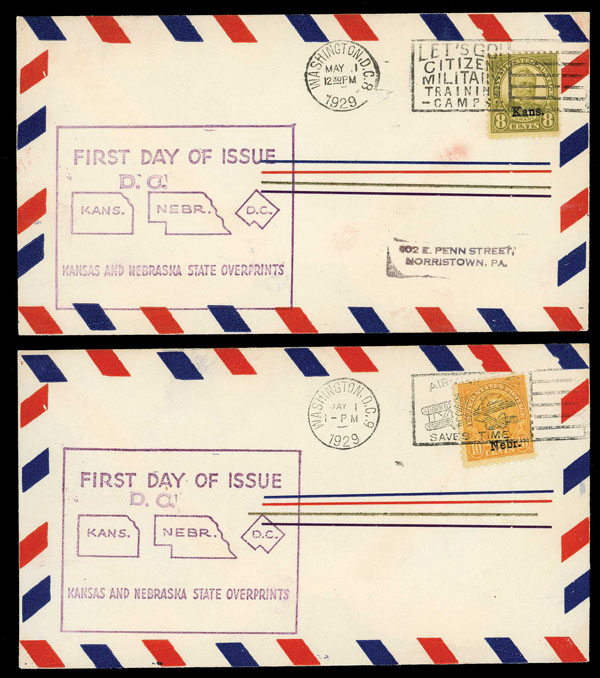 WASHINGTON, D.C. 8
MAY 1
12 30 PM
1929
LET'S GO!
CITIZEN
MILITAR
TRAININ
-CAMPS
Kans.
8 CENTS 8
FIRST DAY OF ISSUE
D. C.
KANS.
NEBR.
D.C.
KANSAS AND NEBRASKA STATE OVERPRINTS
602 E. PENN STREET,
NORRISTOWN, PA.
WASHINGTON, D.C. 9
MAY 1
1 - PM
1929
AIR
SAVES TIME
Nebr.
10
FIRST DAY OF ISSUE
D. C.
KANS.
NEBR.
D.C.
KANSAS AND NEBRASKA STATE OVERPRINTS